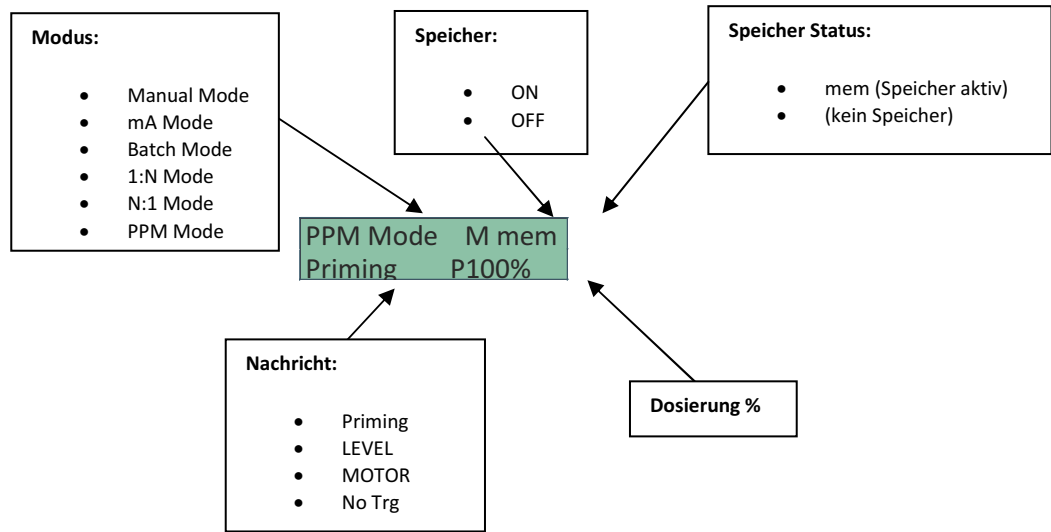 Modus:
• Manual Mode
• mA Mode
• Batch Mode
• 1:N Mode
• N:1 Mode
• PPM Mode
Speicher:
• ON
• OFF
Speicher Status:
• mem (Speicher aktiv)
• (kein Speicher)
PPM Mode M mem
Priming P100%
Nachricht:
• Priming
• LEVEL
• MOTOR
• No Trg
Dosierung %